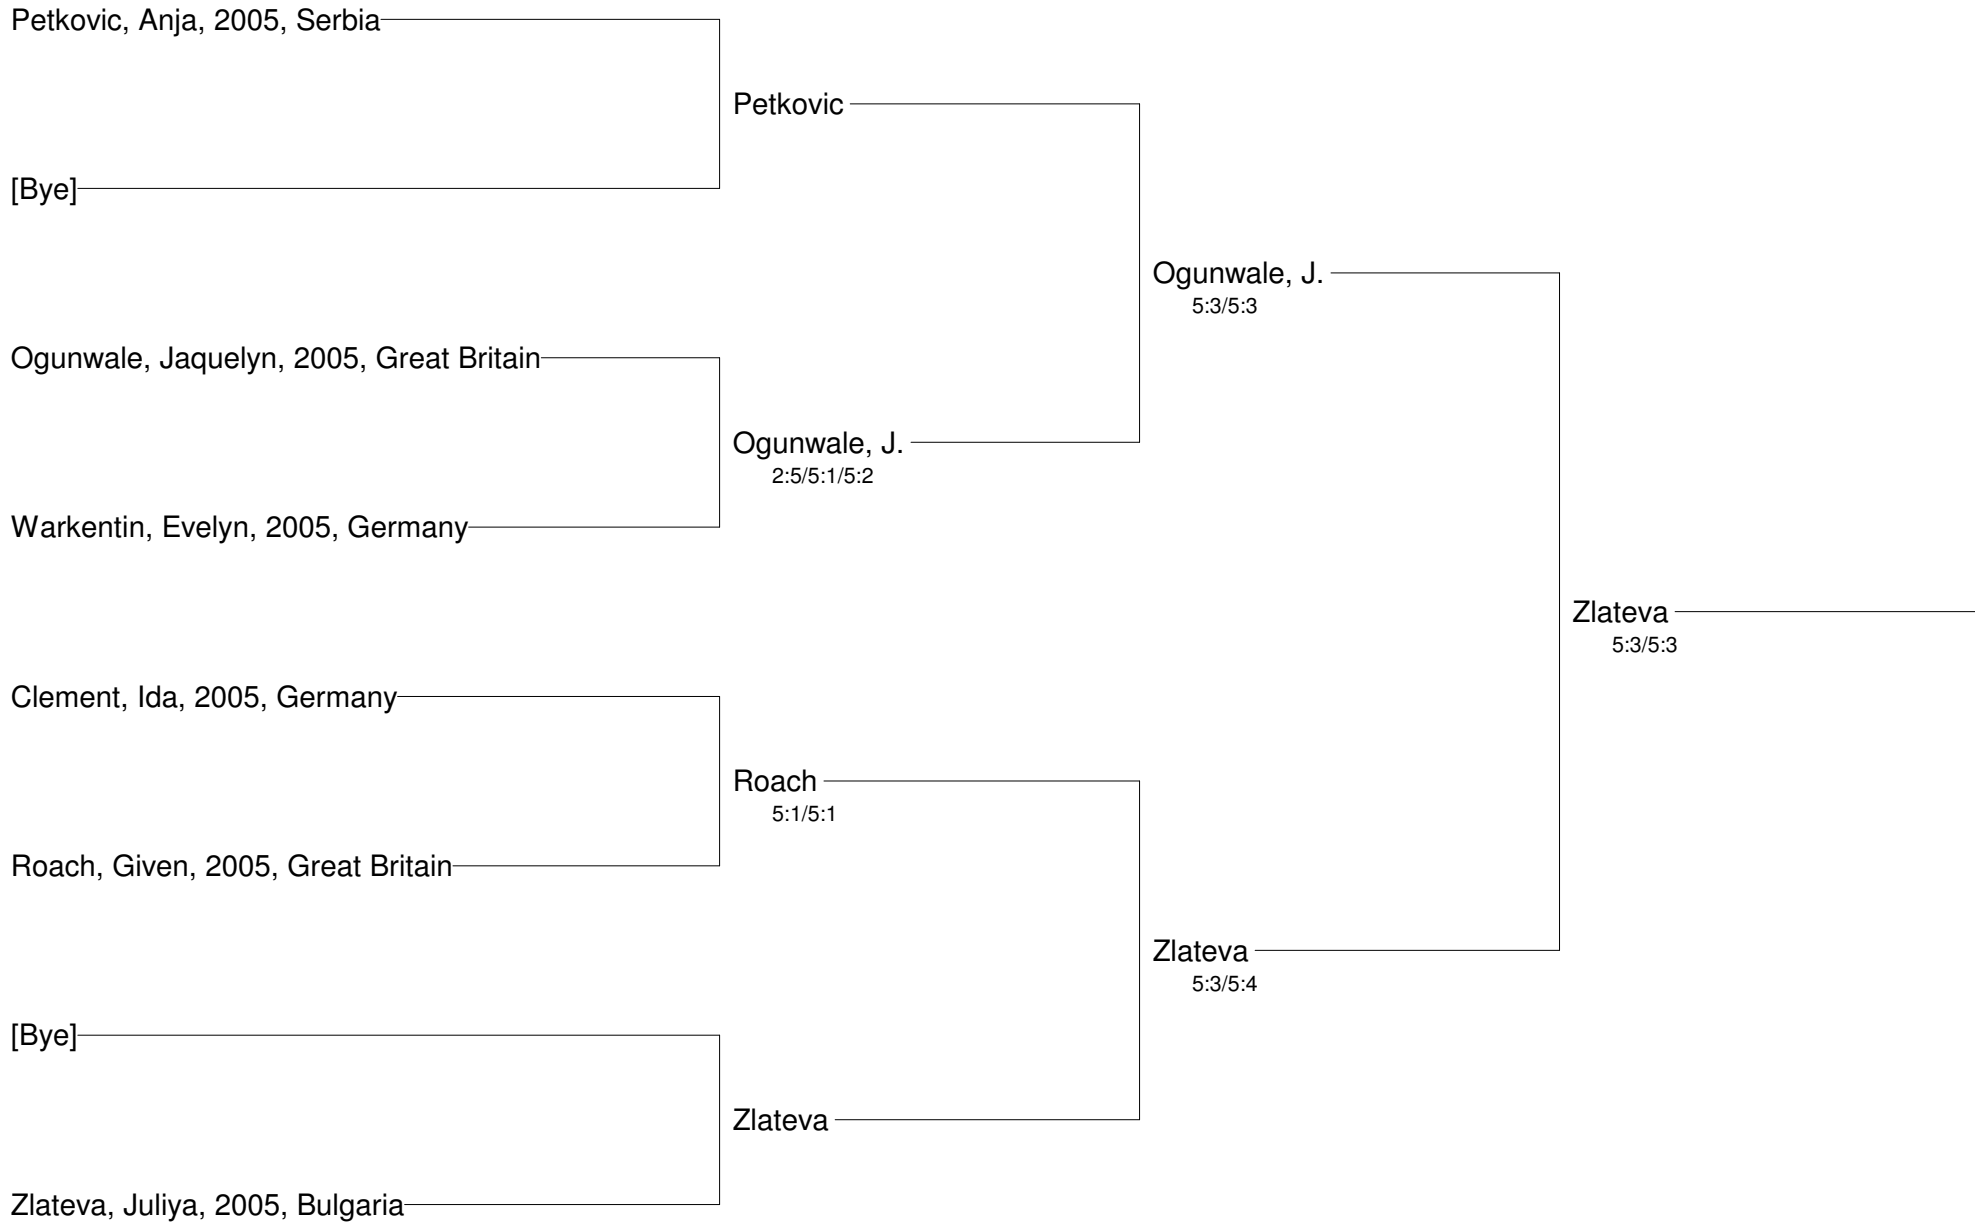 Petkovic, Anja, 2005, Serbia
Petkovic
[Bye]
Ogunwale, J.
5:3/5:3
Ogunwale, Jaquelyn, 2005, Great Britain
Ogunwale, J.
2:5/5:1/5:2
Warkentin, Evelyn, 2005, Germany
Zlateva
5:3/5:3
Clement, Ida, 2005, Germany
Roach
5:1/5:1
Roach, Given, 2005, Great Britain
Zlateva
5:3/5:4
[Bye]
Zlateva
Zlateva, Juliya, 2005, Bulgaria